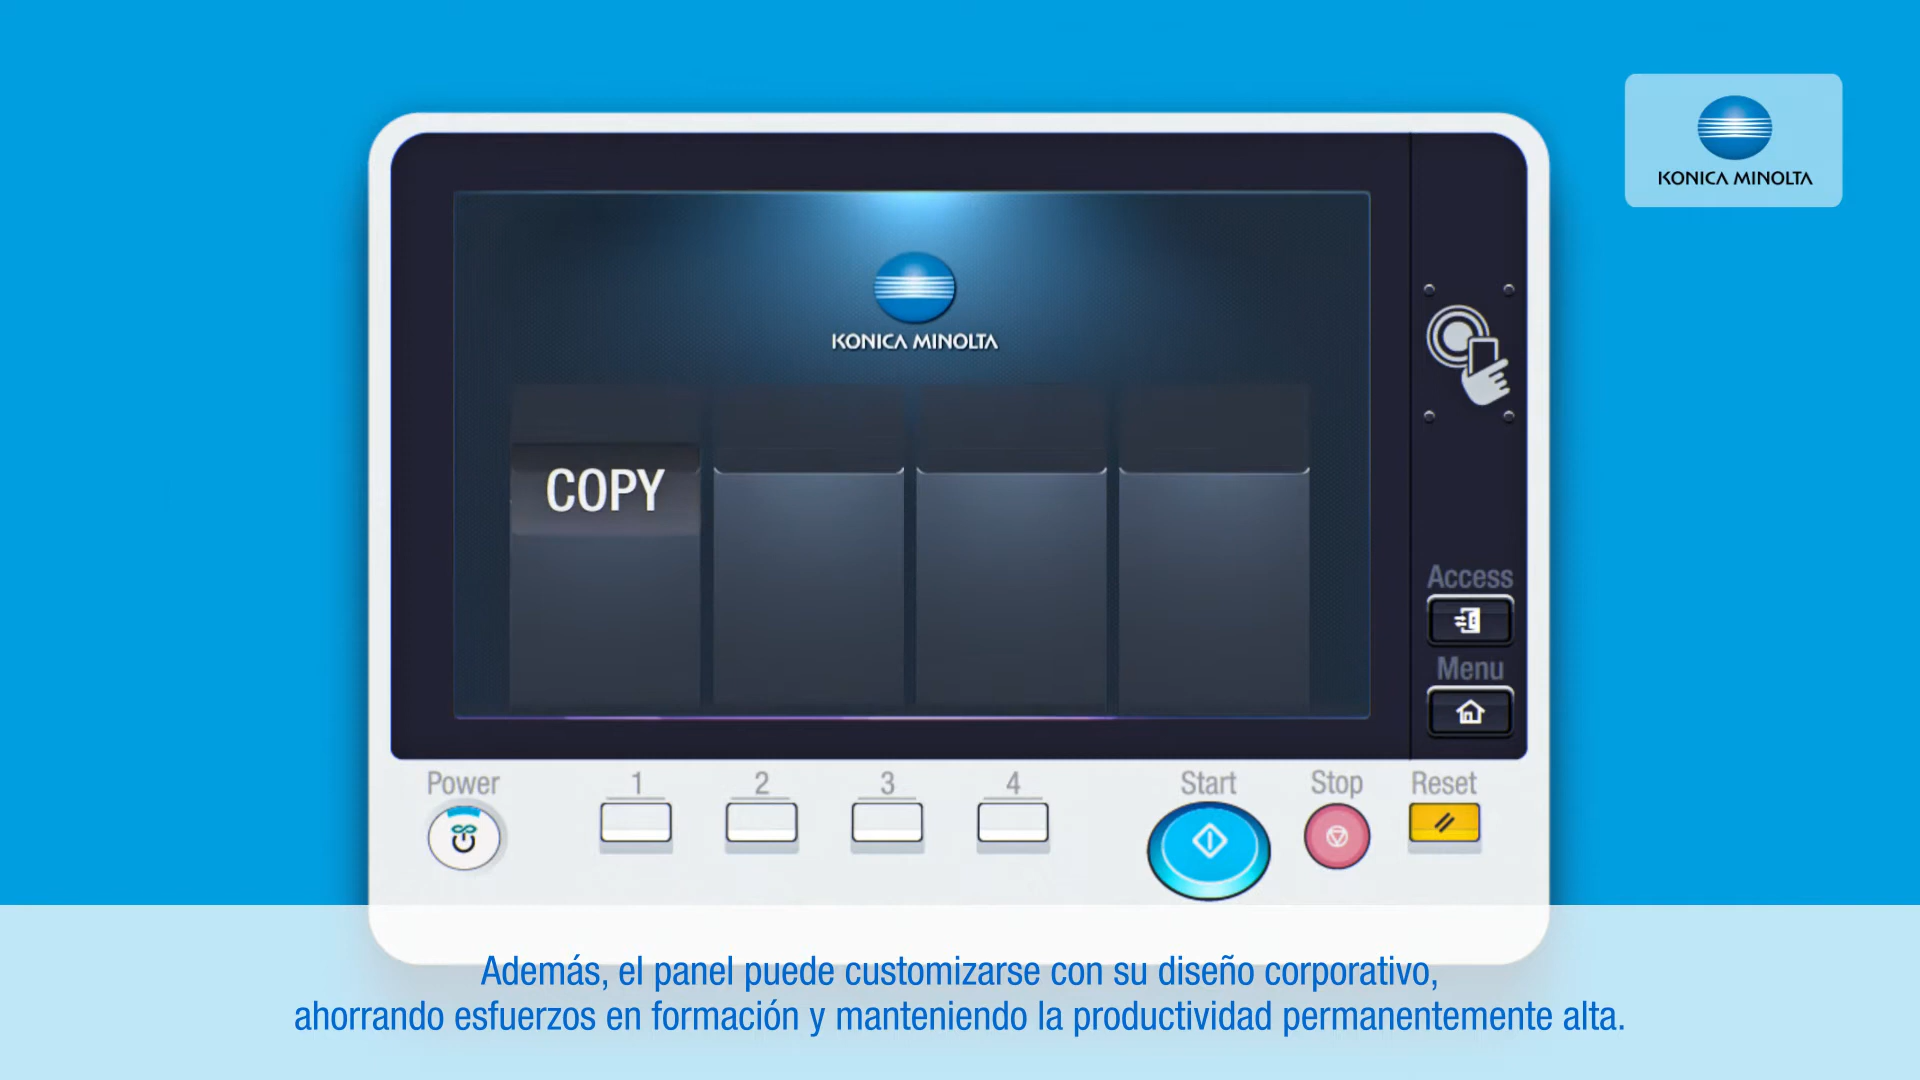 KONICA MINOLTA
KONICA MINOLTA
COPY
Access
Menu
Power
1
2
3
4
Start
Stop
Reset
Además, el panel puede customizarse con su diseño corporativo,
ahorrando esfuerzos en formación y manteniendo la productividad permanentemente alta.